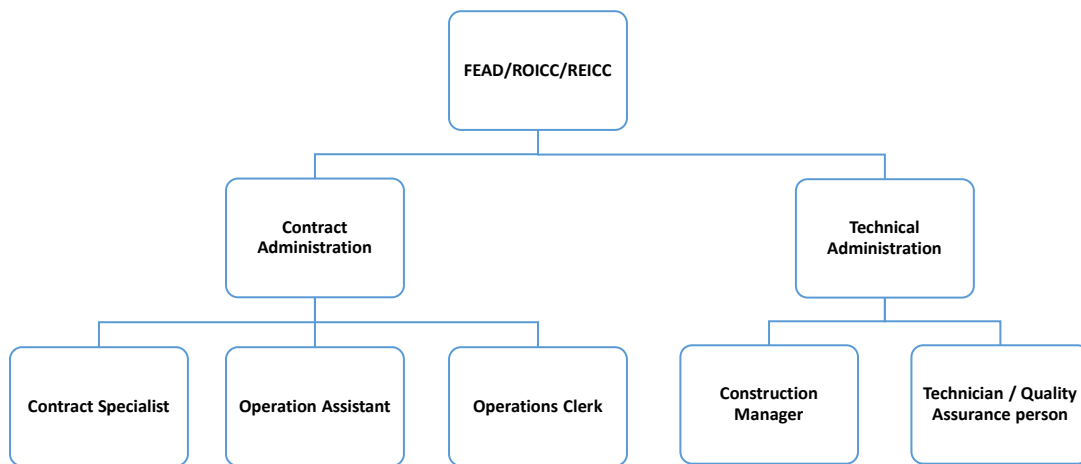 FEAD/ROICC/REICC
Contract
Administration
Technical
Administration
Contract Specialist
Operation Assistant
Operations Clerk
Construction
Manager
Technician / Quality
Assurance person